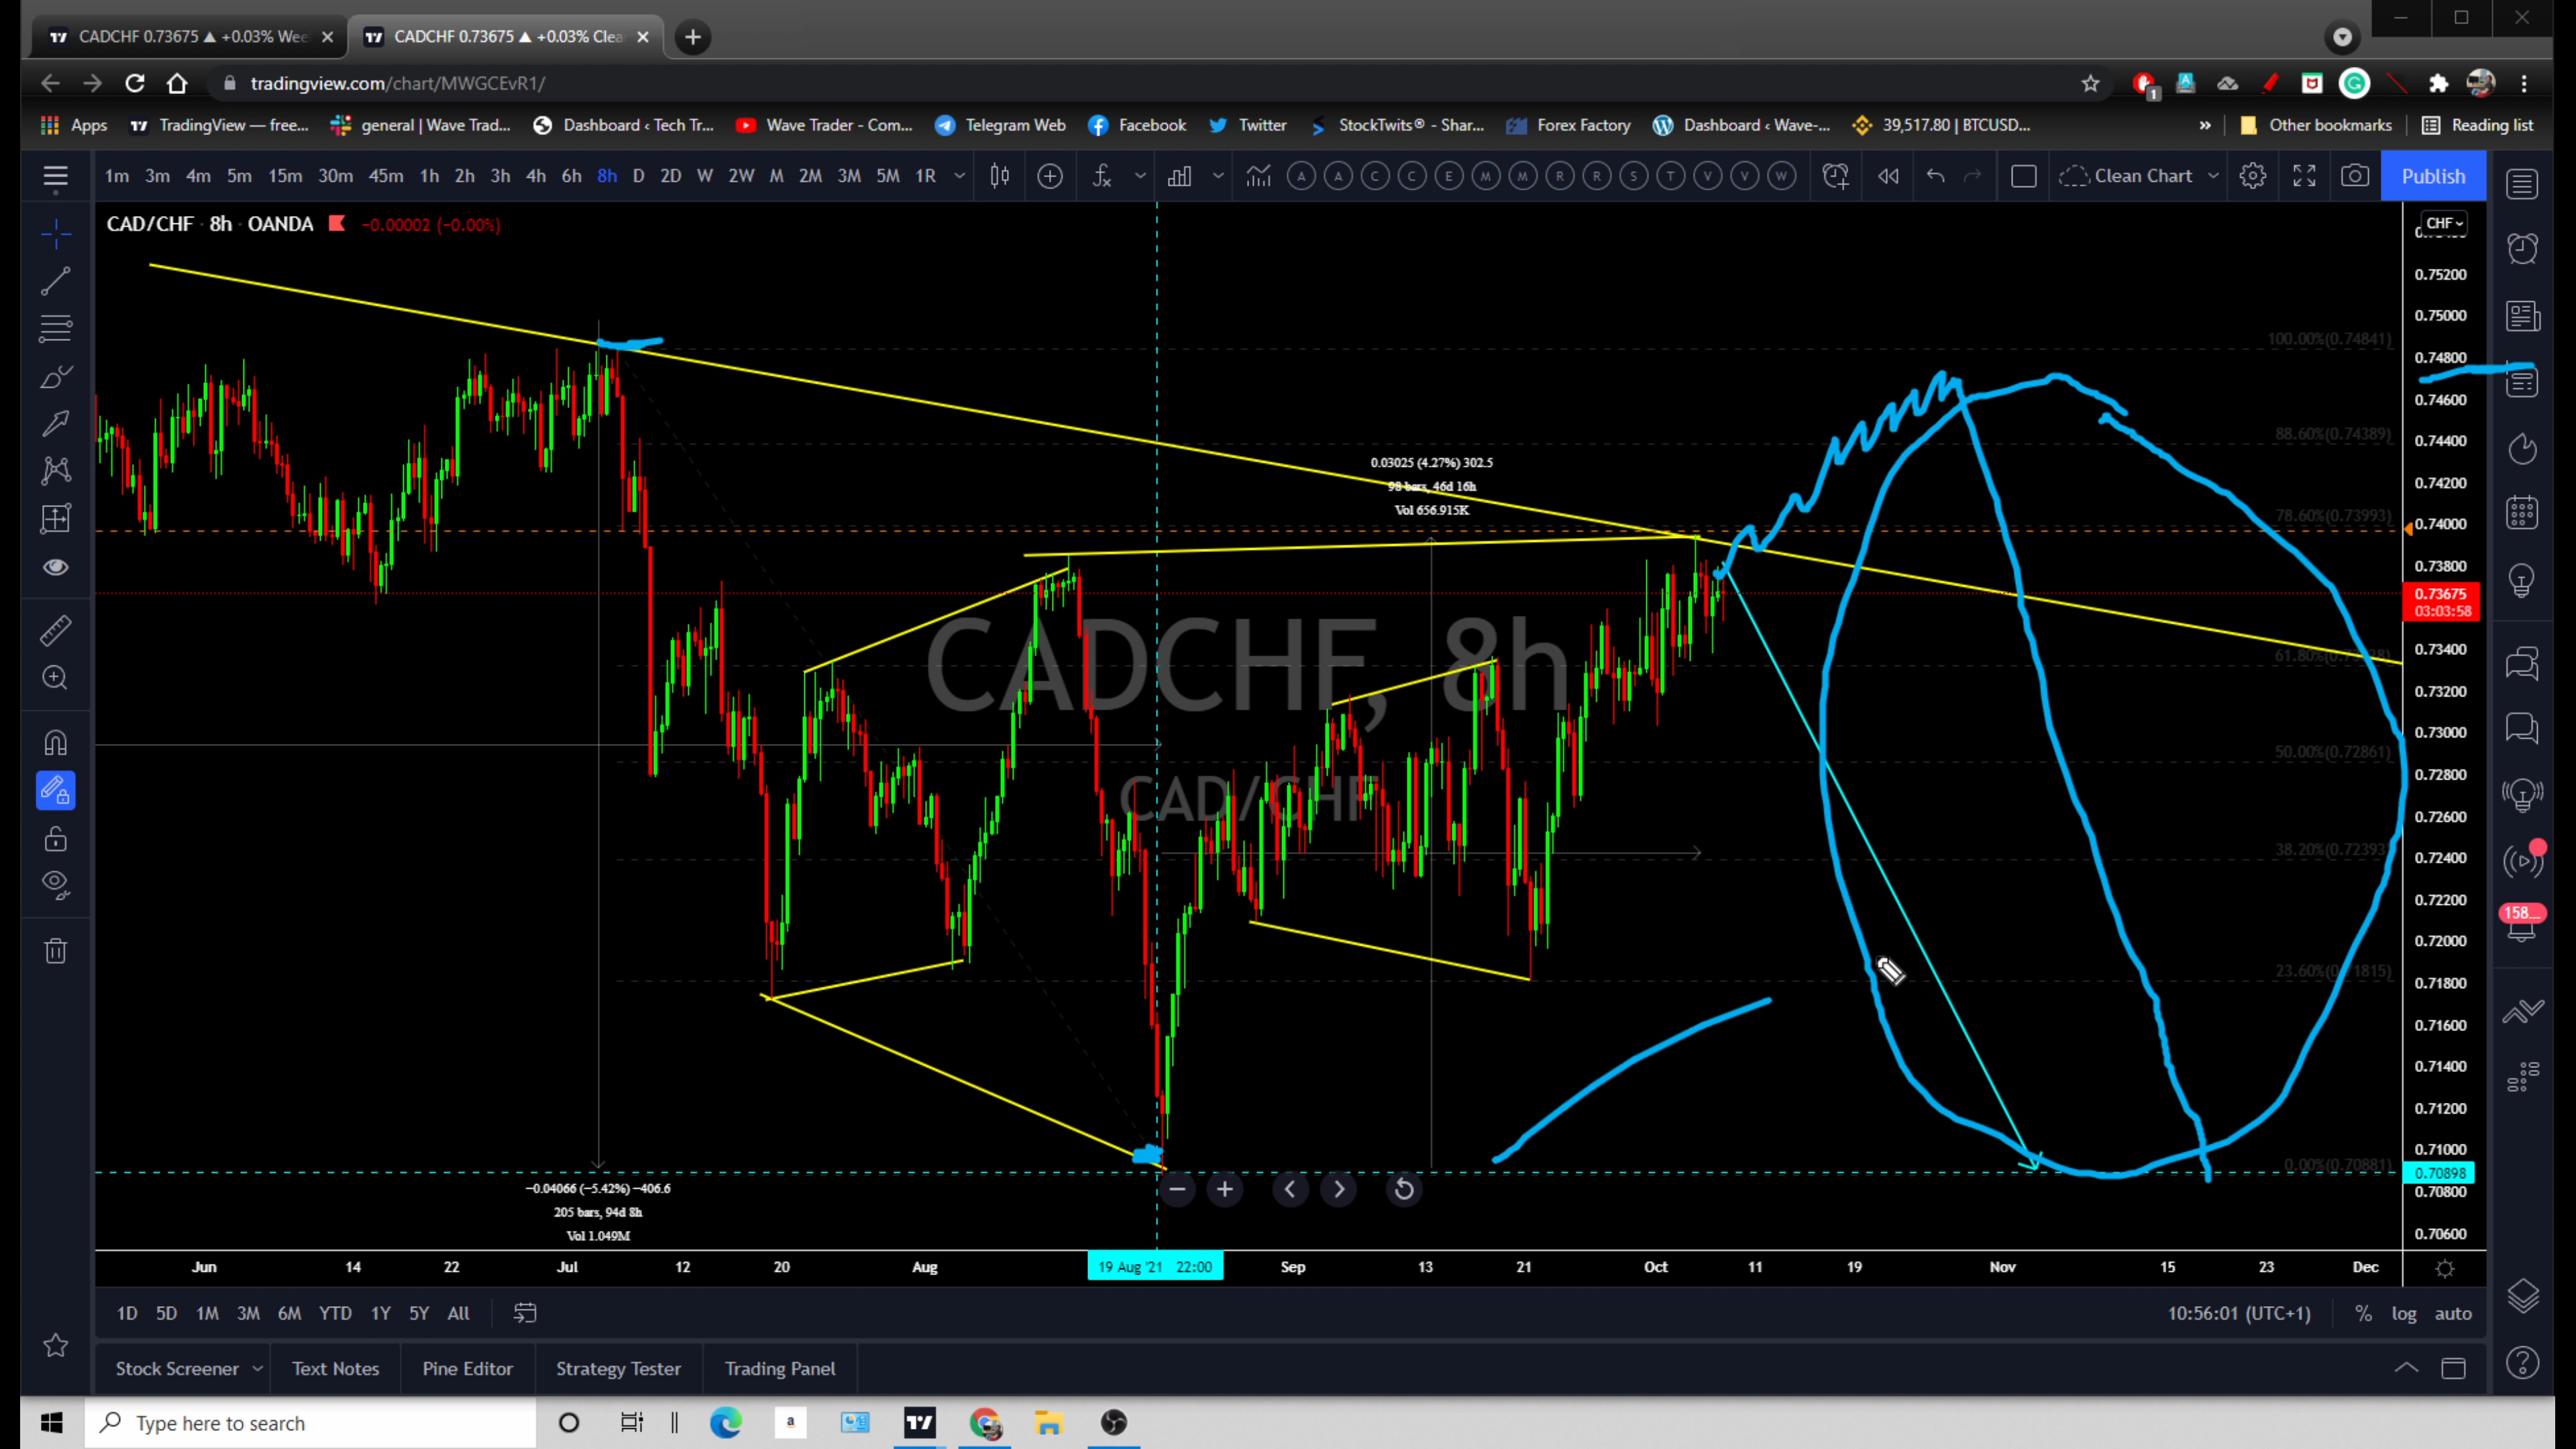 CADCHF 0.73675 ▲ +0.03% Wee
CADCHF 0.73675 ▲ +0.03% Clea
tradingview.com/chart/MWGCEvR1/
1
Apps
TradingView — free...
general | Wave Trad...
Dashboard ‹ Tech Tr...
Wave Trader - Com...
Telegram Web
Facebook
Twitter
StockTwits® - Shar...
Forex Factory
Dashboard ‹ Wave-...
39,517.80 | BTCUSD...
»
Other bookmarks
Reading list
1m 3m 4m 5m 15m 30m 45m 1h 2h 3h 4h 6h 8h D 2D W 2W M 2M 3M 5M 1R
A A C C E M M R R S T V V W
Clean Chart
Publish
CAD/CHF · 8h · OANDA
−0.00002 (−0.00%)
CHF
0.75200
0.75000
100.00%(0.74841)
0.74800
0.74600
0.74400
88.60%(0.74389)
0.03025 (4.27%) 302.5
98 bars, 46d 16h
Vol 656.915K
0.74200
78.60%(0.73993)
0.74000
0.73800
0.73675
03:03:58
CADCHF, 8h
CAD/CHF
0.73400
0.73200
0.73000
50.00%(0.72861)
0.72800
0.72600
0.72400
38.20%(0.72393)
0.72200
158...
0.72000
0.71800
0.71600
0.71400
0.71200
0.71000
0.00%(0.70881)
0.70898
0.70800
0.70600
−0.04066 (−5.42%) −406.6
205 bars, 94d 8h
Vol 1.049M
Jun 14 22 Jul 12 20 Aug 19 Aug '21 22:00 Sep 13 21 Oct 11 19 Nov 15 23 Dec
1D 5D 1M 3M 6M YTD 1Y 5Y All
10:56:01 (UTC+1)
% log auto
Stock Screener
Text Notes
Pine Editor
Strategy Tester
Trading Panel
Type here to search
a